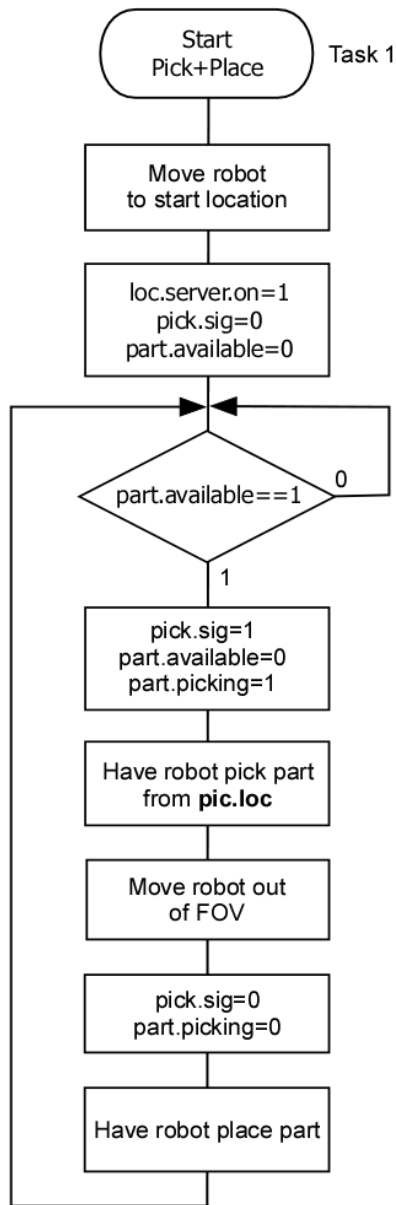 Start
Pick+Place
Task 1
Move robot
to start location
loc.server.on=1
pick.sig=0
part.available=0
part.available==1
0
1
pick.sig=1
part.available=0
part.picking=1
Have robot pick part
from pic.loc
Move robot out
of FOV
pick.sig=0
part.picking=0
Have robot place part